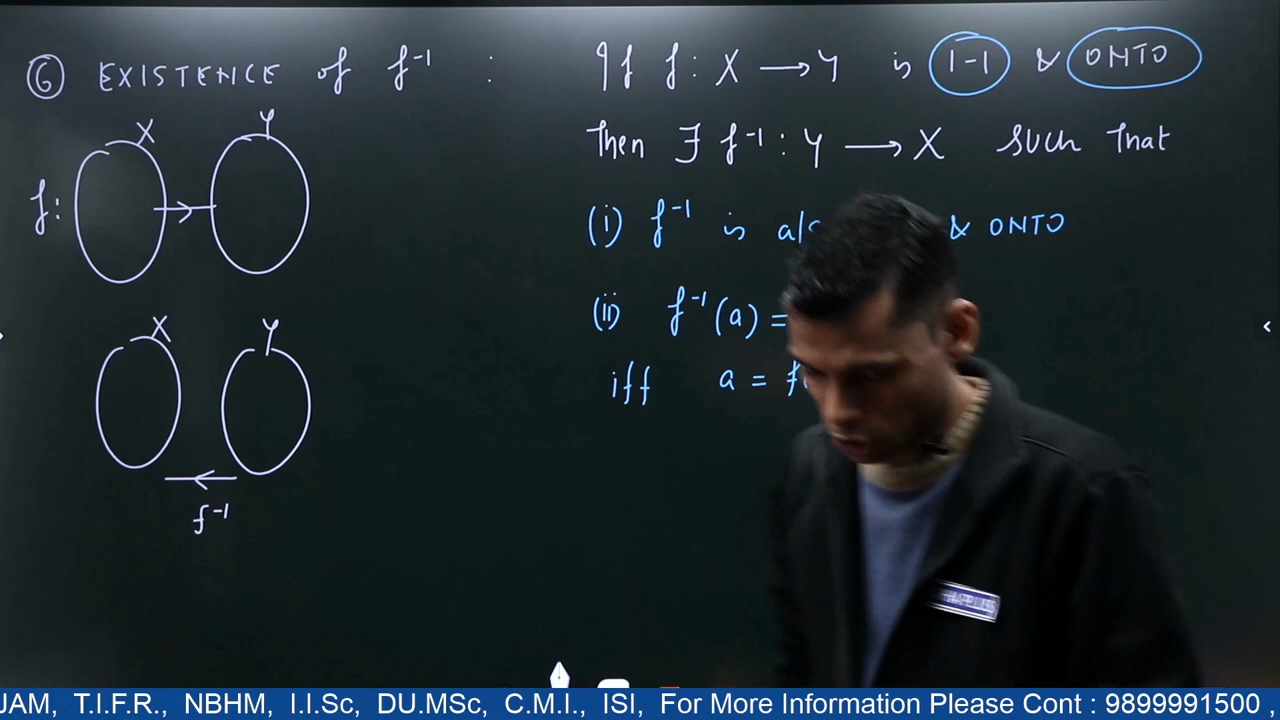 ⑥ EXISTENCE of f⁻¹ : If f : X → Y is 1-1 & ONTO
Then ∃ f⁻¹ : Y → X such that
X Y
f:
(i) f⁻¹ is & ONTO
(ii) f⁻¹(a) =
X Y
iff a =
f⁻¹
JAM, T.I.F.R., NBHM, I.I.Sc, DU.MSc, C.M.I., ISI, For More Information Please Cont : 9899991500 ,